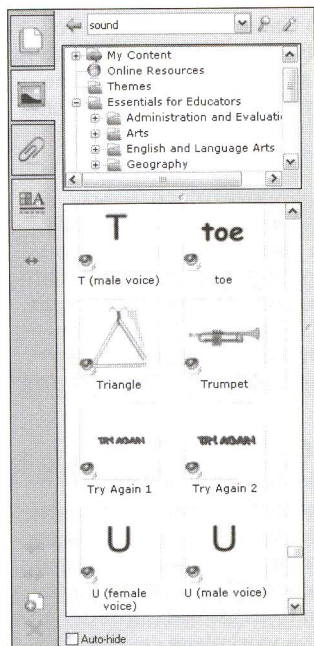 sound
My Content
Online Resources
Themes
Essentials for Educators
Administration and Evaluati
Arts
English and Language Arts
Geography
T toe
T (male voice) toe
Triangle Trumpet
TRY AGAIN TRY AGAIN
Try Again 1 Try Again 2
U U
U (female U (male voice)
voice)
Auto-hide